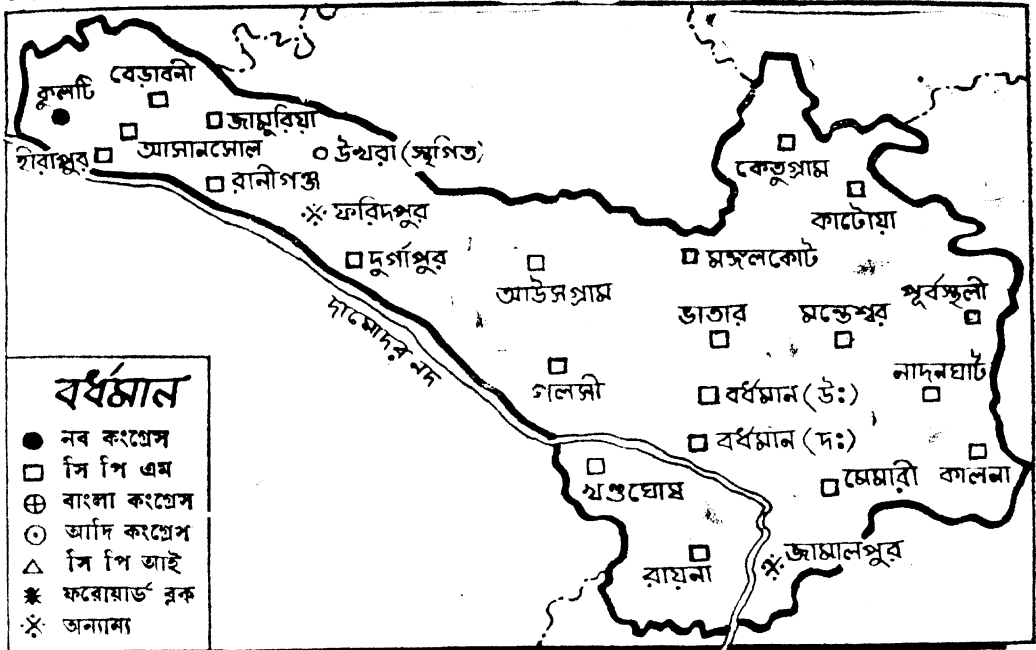 বেড়াবনী
কুলটি
জামুরিয়া
আসানসোল
হীরাপুর
উখরা (স্থগিত)
রানীগঞ্জ
ফরিদপুর
দুর্গাপুর
দামোদর নদ
কেতুগ্রাম
কাটোয়া
মঙ্গলকোট
আউসগ্রাম
পূর্বস্থলী
ভাতার
মন্তেশ্বর
নাদনঘাট
গলসী
বর্ধমান (উঃ)
বর্ধমান (দঃ)
মেমারী
কালনা
খণ্ডঘোষ
রায়না
জামালপুর
বর্ধমান
নব কংগ্রেস
সি পি এম
বাংলা কংগ্রেস
আদি কংগ্রেস
সি পি আই
ফরোয়ার্ড ব্লক
অন্যান্য